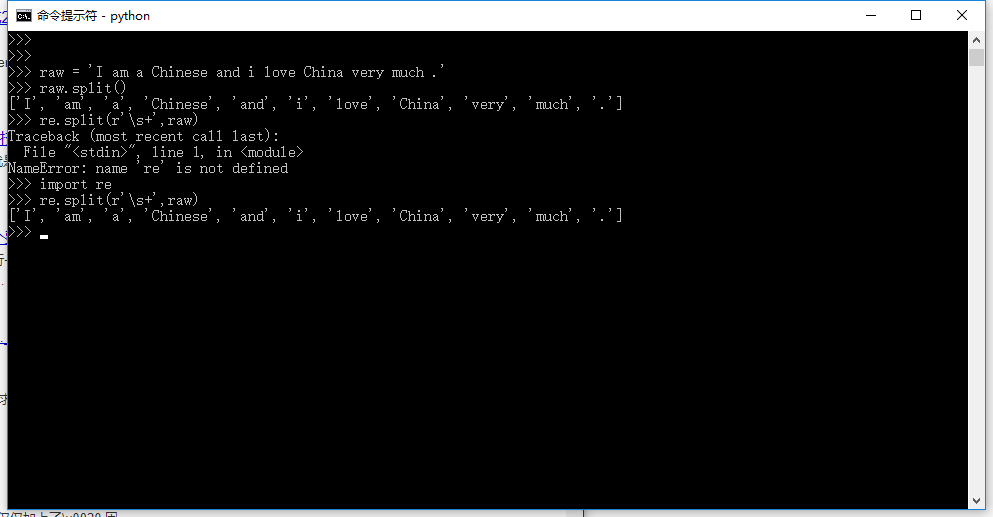 命令提示符 - python
>>>
>>>
>>> raw = 'I am a Chinese and i love China very much .'
>>> raw.split()
['I', 'am', 'a', 'Chinese', 'and', 'i', 'love', 'China', 'very', 'much', '.']
>>> re.split(r'\s+',raw)
Traceback (most recent call last):
  File "<stdin>", line 1, in <module>
NameError: name 're' is not defined
>>> import re
>>> re.split(r'\s+',raw)
['I', 'am', 'a', 'Chinese', 'and', 'i', 'love', 'China', 'very', 'much', '.']
>>>